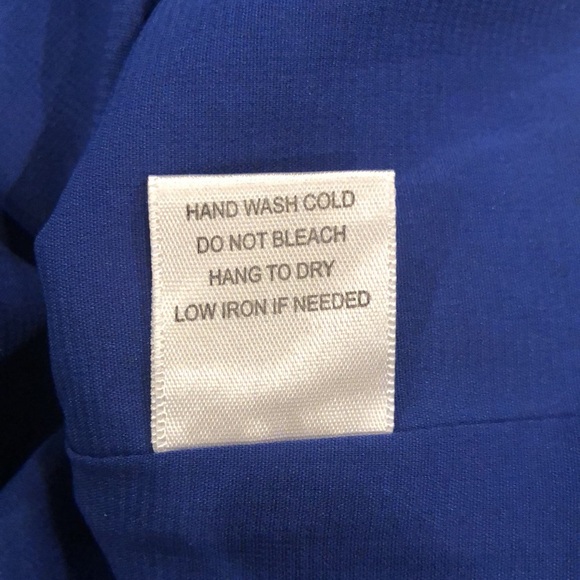 HAND WASH COLD
DO NOT BLEACH
HANG TO DRY
LOW IRON IF NEEDED